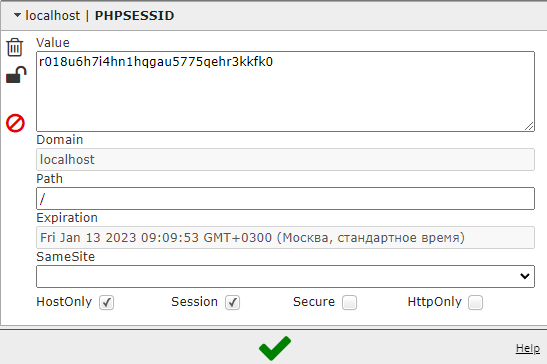 localhost | PHPSESSID
Value
r018u6h7i4hn1hqgau5775qehr3kkfk0
Domain
localhost
Path
/
Expiration
Fri Jan 13 2023 09:09:53 GMT+0300 (Москва, стандартное время)
SameSite
HostOnly Session Secure HttpOnly
Help